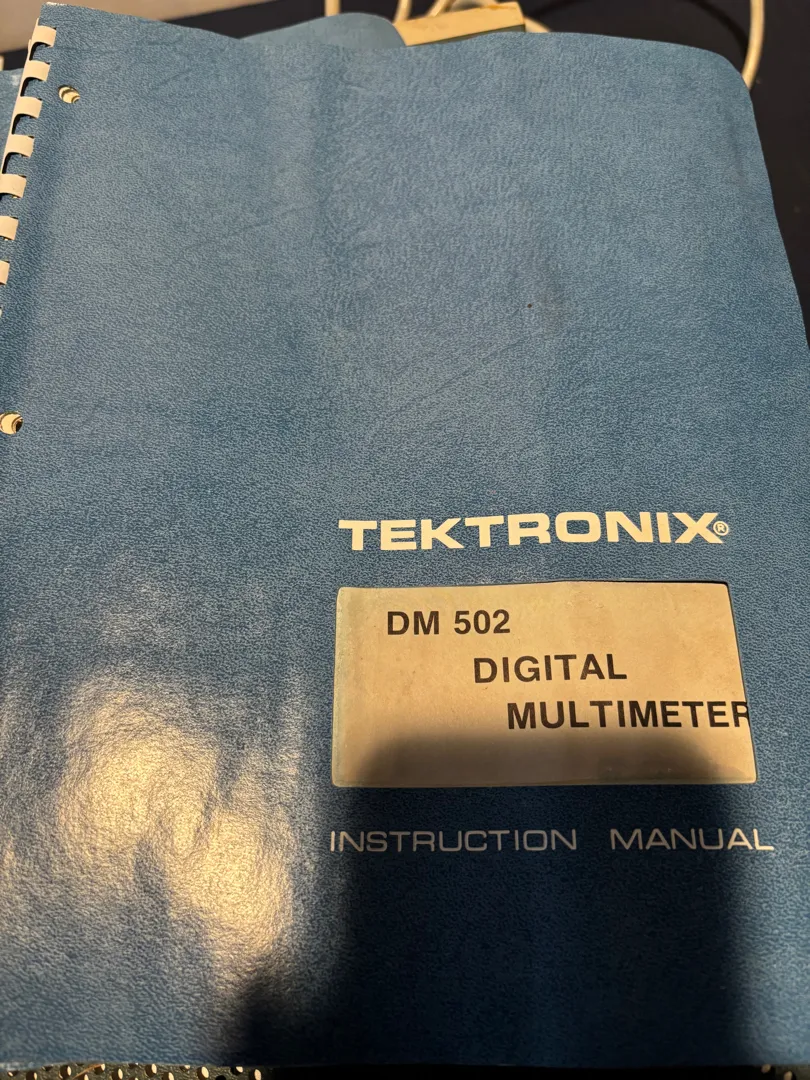 TEKTRONIX®
DM 502
DIGITAL
MULTIMETER
INSTRUCTION MANUAL